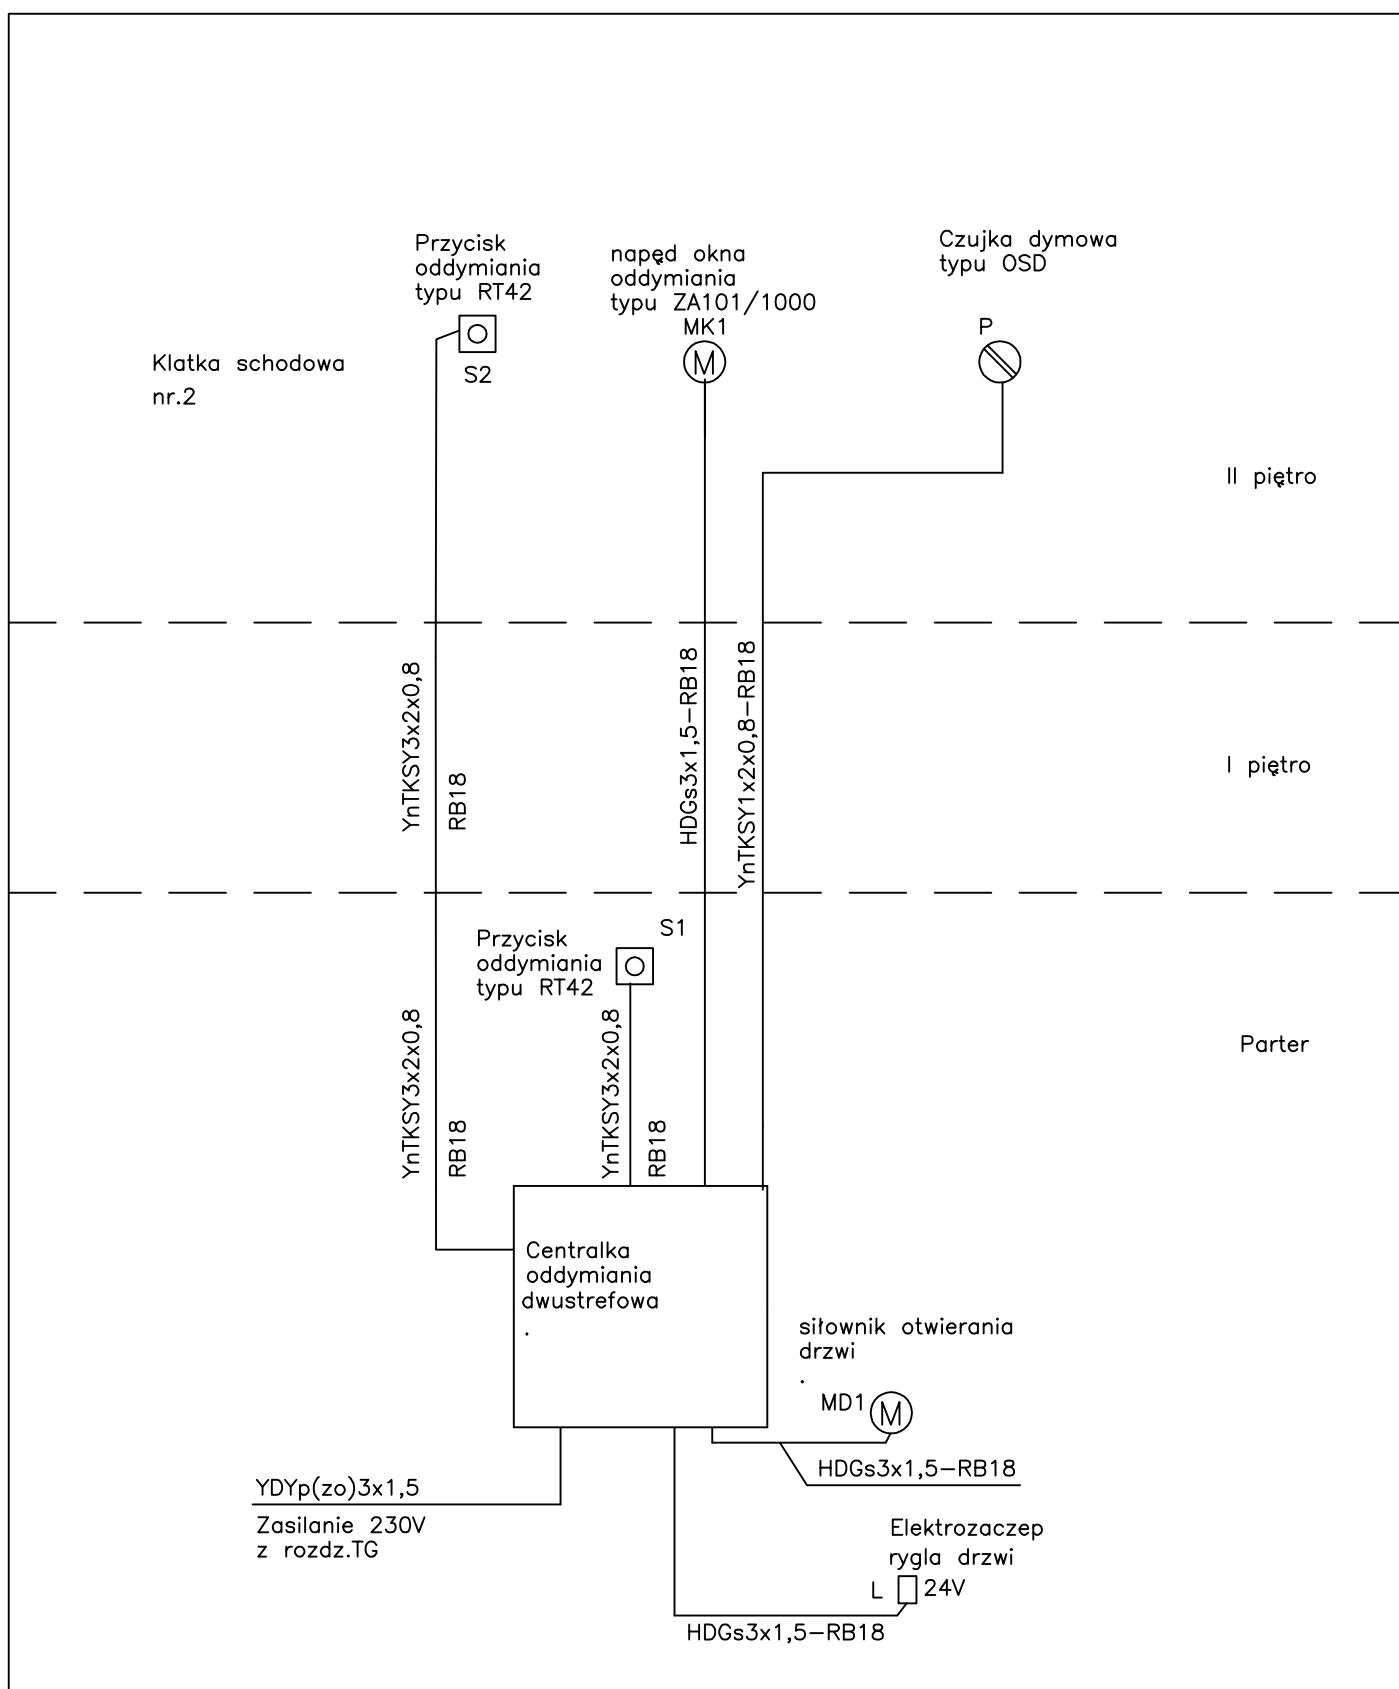 Przycisk
oddymiania
typu RT42
S2
napęd okna
oddymiania
typu ZA101/1000
MK1
M
Czujka dymowa
typu OSD
P
Klatka schodowa
nr.2
II piętro
YnTKSY3x2x0,8
RB18
HDGs3x1,5-RB18
YnTKSY1x2x0,8-RB18
I piętro
S1
Przycisk
oddymiania
typu RT42
Parter
YnTKSY3x2x0,8
RB18
YnTKSY3x2x0,8
RB18
Centralka
oddymiania
dwustrefowa
.
siłownik otwierania
drzwi
.
MD1
M
HDGs3x1,5-RB18
YDYp(zo)3x1,5
Zasilanie 230V
z rozdz.TG
Elektrozaczep
rygla drzwi
L 24V
HDGs3x1,5-RB18